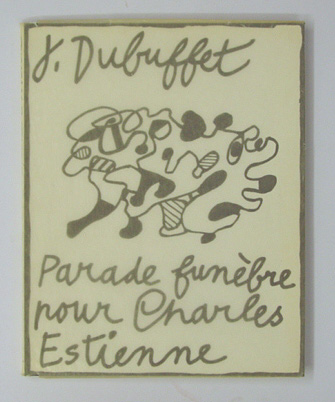 J. Dubuffet
Parade funèbre
pour Charles
Estienne